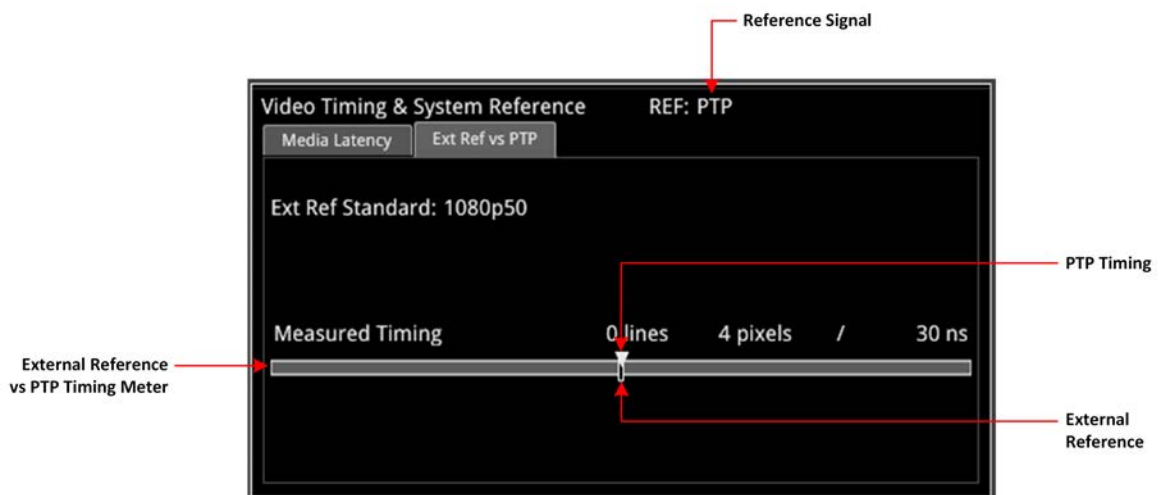 Reference Signal
Video Timing & System Reference REF: PTP
Media Latency Ext Ref vs PTP
Ext Ref Standard: 1080p50
PTP Timing
Measured Timing 0 lines 4 pixels / 30 ns
External Reference
vs PTP Timing Meter
External
Reference